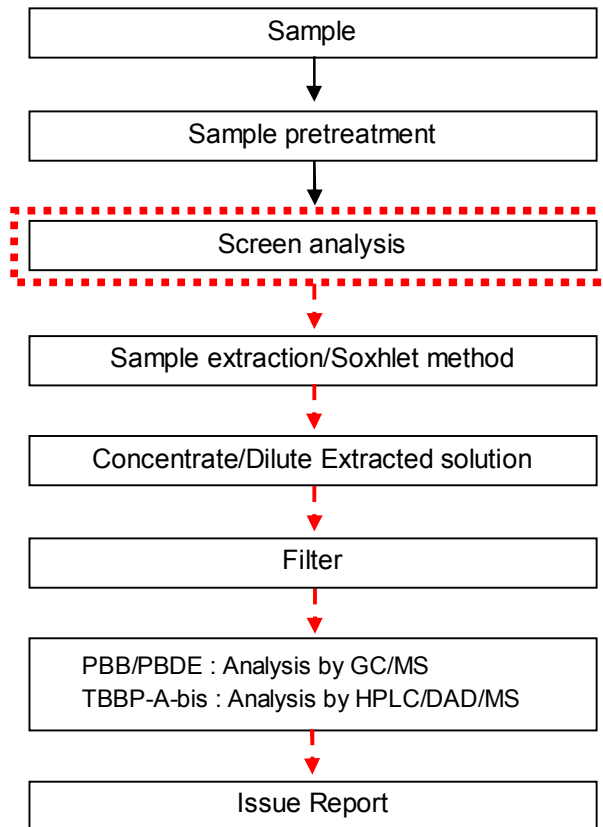 Sample
Sample pretreatment
Screen analysis
Sample extraction/Soxhlet method
Concentrate/Dilute Extracted solution
Filter
PBB/PBDE : Analysis by GC/MS
TBBP-A-bis : Analysis by HPLC/DAD/MS
Issue Report